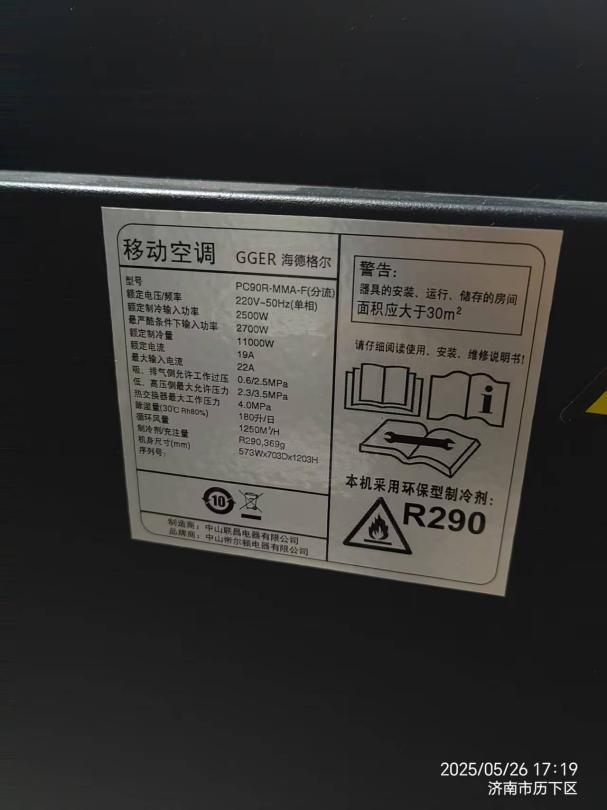 移动空调 GGER 海德格尔
型号 PC90R-MMA-F(分流)
额定电压/频率 220V~50Hz(单相)
额定制冷输入功率 2500W
最严酷条件下输入功率 2700W
额定制冷量 11000W
额定电流 19A
最大输入电流 22A
吸、排气侧允许工作过压 0.6/2.5MPa
低、高压侧最大允许压力 2.3/3.5MPa
热交换器最大工作压力 4.0MPa
除湿量(30℃ Rh80%) 180升/日
循环风量 1250M³/H
制冷剂/充注量 R290,369g
机身尺寸(mm) 573Wx703Dx1203H
序列号:
10
制造商:中山联昌电器有限公司
品牌商:中山帝尔顿电器有限公司
警告:
器具的安装、运行、储存的房间
面积应大于30m²
请仔细阅读使用、安装、维修说明书!
i
本机采用环保型制冷剂:
R290
2025/05/26 17:19
济南市历下区